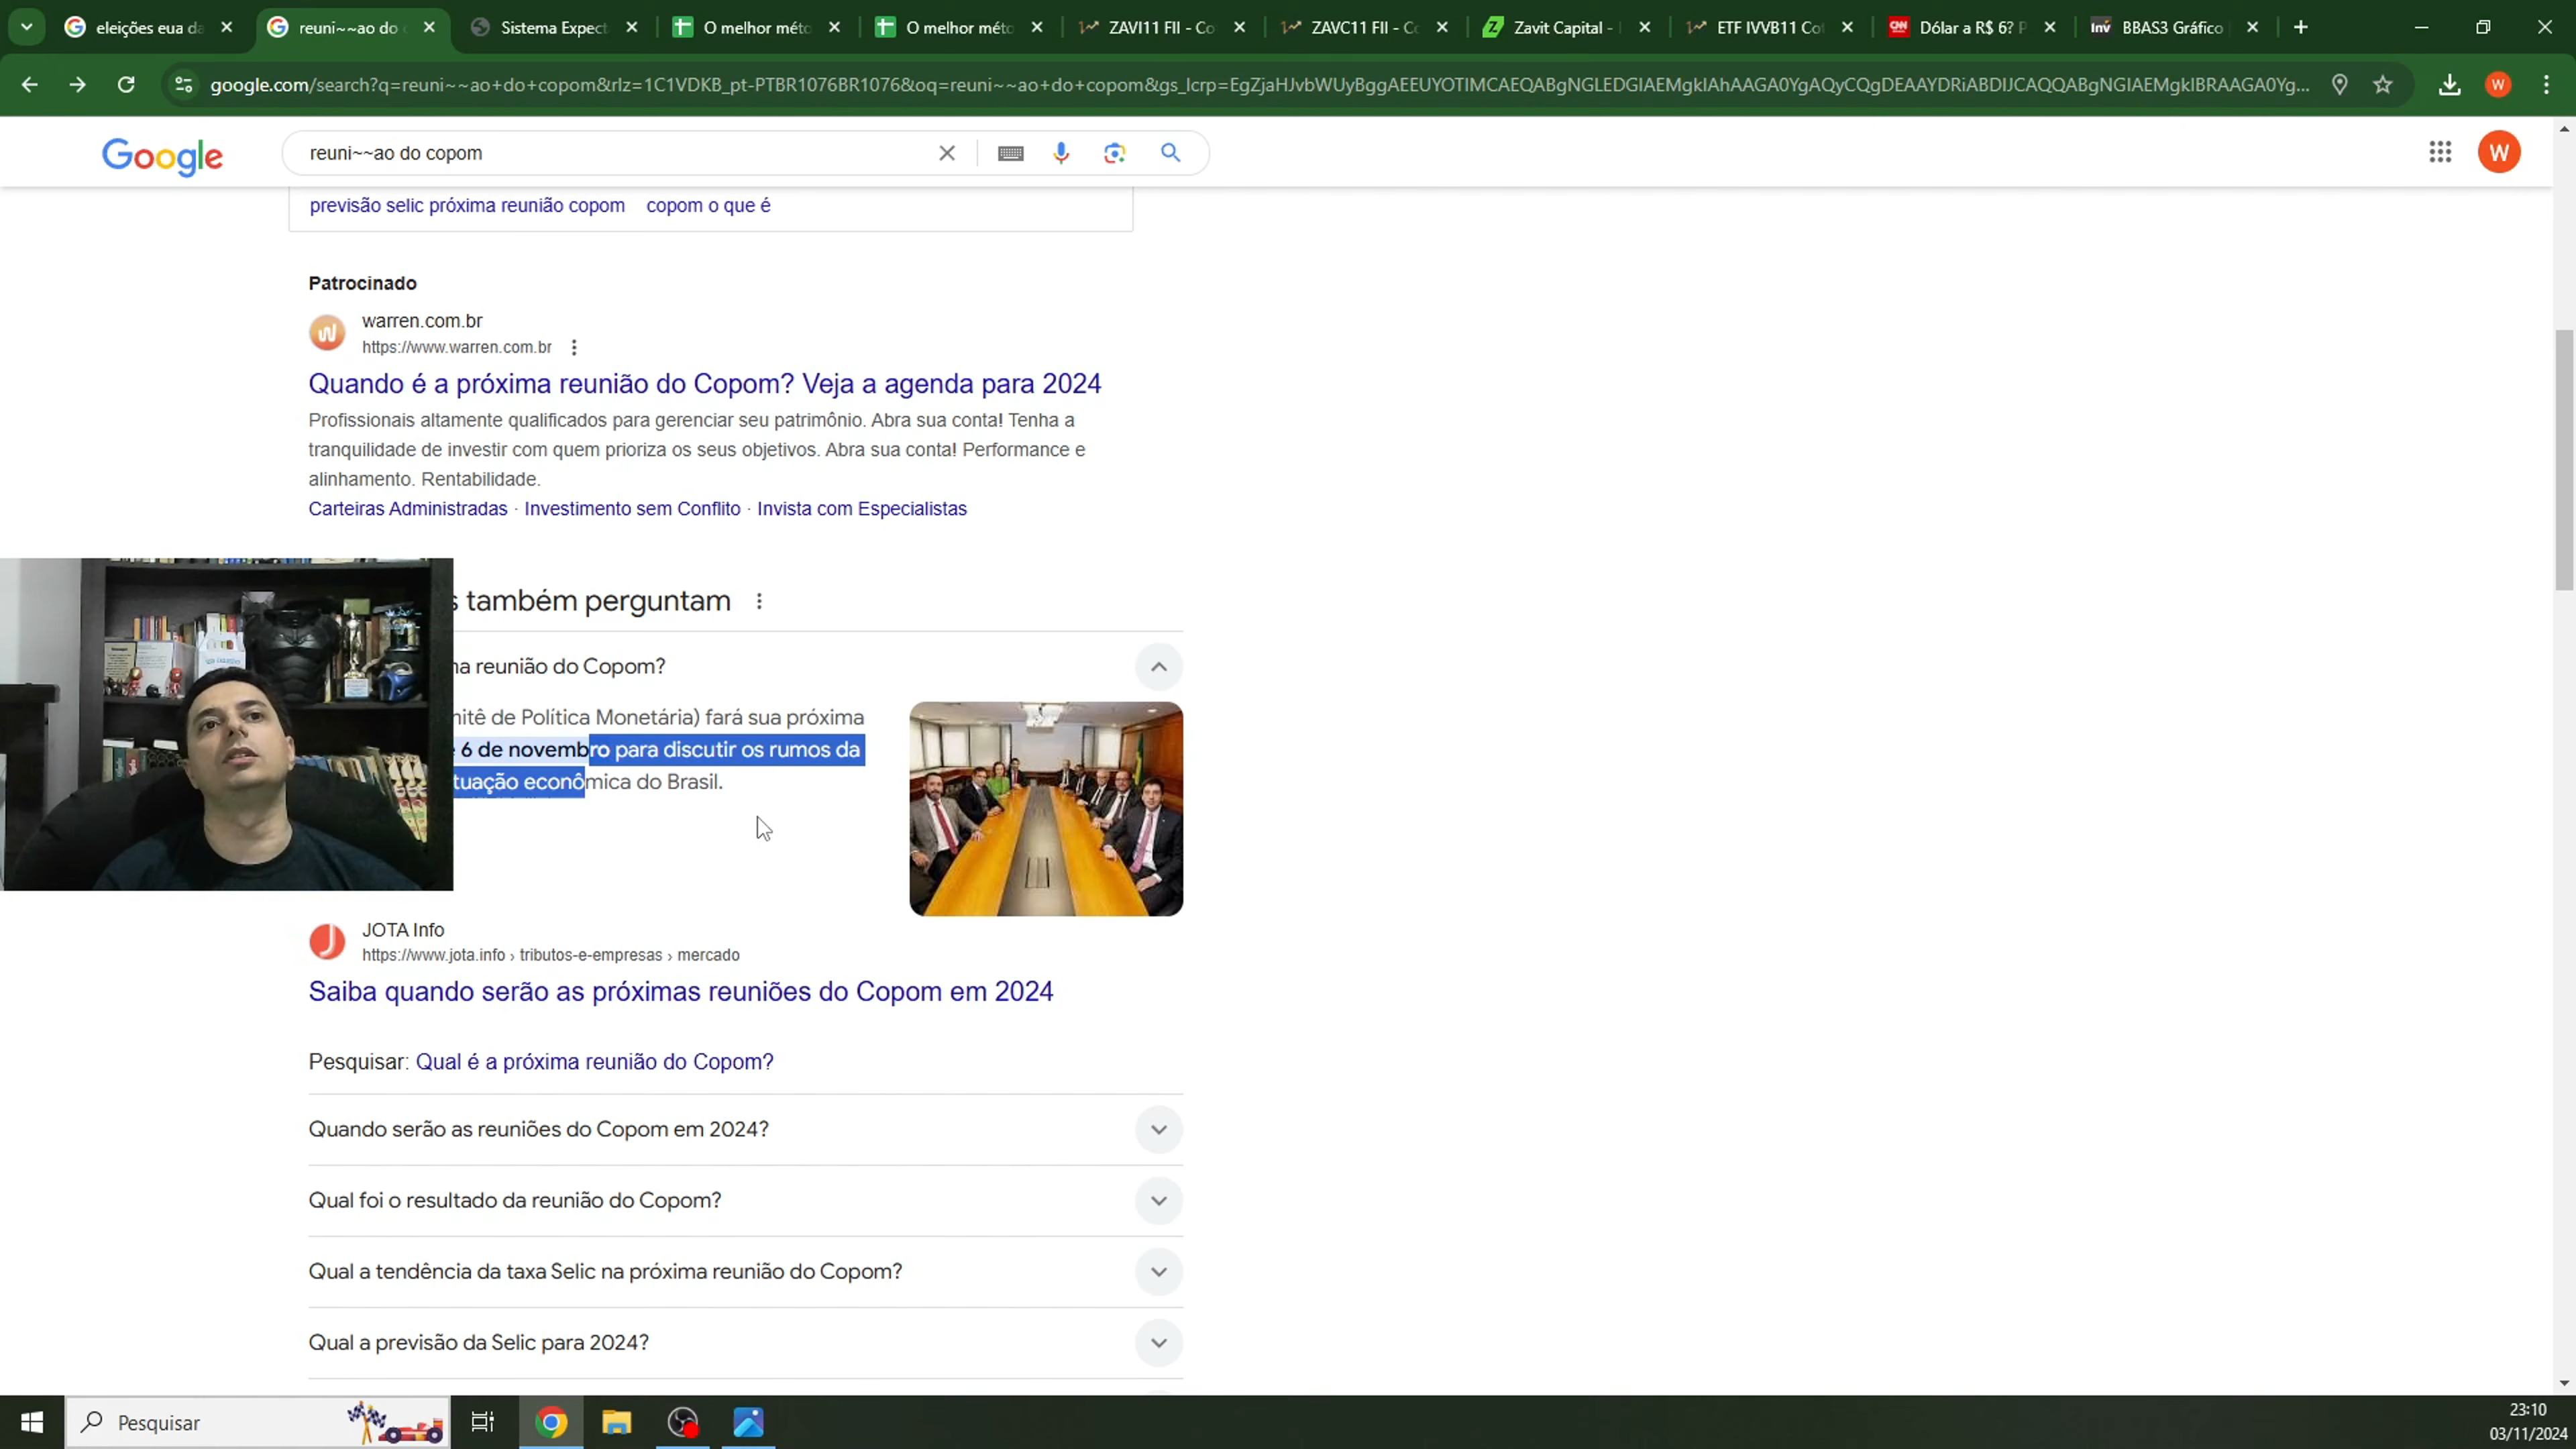 eleições eua da
reuni~~ao do c
Sistema Expect
O melhor méto
O melhor méto
ZAVI11 FII - Co
ZAVC11 FII - Co
Zavit Capital -
ETF IVVB11 Cot
Dólar a R$ 6? P
BBAS3 Gráfico
google.com/search?q=reuni~~ao+do+copom&rlz=1C1VDKB_pt-PTBR1076BR1076&oq=reuni~~ao+do+copom&gs_lcrp=EgZjaHJvbWUyBggAEEUYOTIMCAEQABgNGLEDGIAEMgkIAhAAGA0YgAQyCQgDEAAYDRiABDIJCAQQABgNGIAEMgkIBRAAGA0Yg...
W
Google
reuni~~ao do copom
W
previsão selic próxima reunião copom copom o que é
Patrocinado
warren.com.br
https://www.warren.com.br
Quando é a próxima reunião do Copom? Veja a agenda para 2024
Profissionais altamente qualificados para gerenciar seu patrimônio. Abra sua conta! Tenha a
tranquilidade de investir com quem prioriza os seus objetivos. Abra sua conta! Performance e
alinhamento. Rentabilidade.
Carteiras Administradas · Investimento sem Conflito · Invista com Especialistas
s também perguntam
na reunião do Copom?
nitê de Política Monetária) fará sua próxima
e 6 de novembro para discutir os rumos da
tuação econômica do Brasil.
JOTA Info
https://www.jota.info › tributos-e-empresas › mercado
Saiba quando serão as próximas reuniões do Copom em 2024
Pesquisar: Qual é a próxima reunião do Copom?
Quando serão as reuniões do Copom em 2024?
Qual foi o resultado da reunião do Copom?
Qual a tendência da taxa Selic na próxima reunião do Copom?
Qual a previsão da Selic para 2024?
Pesquisar
23:10
03/11/2024